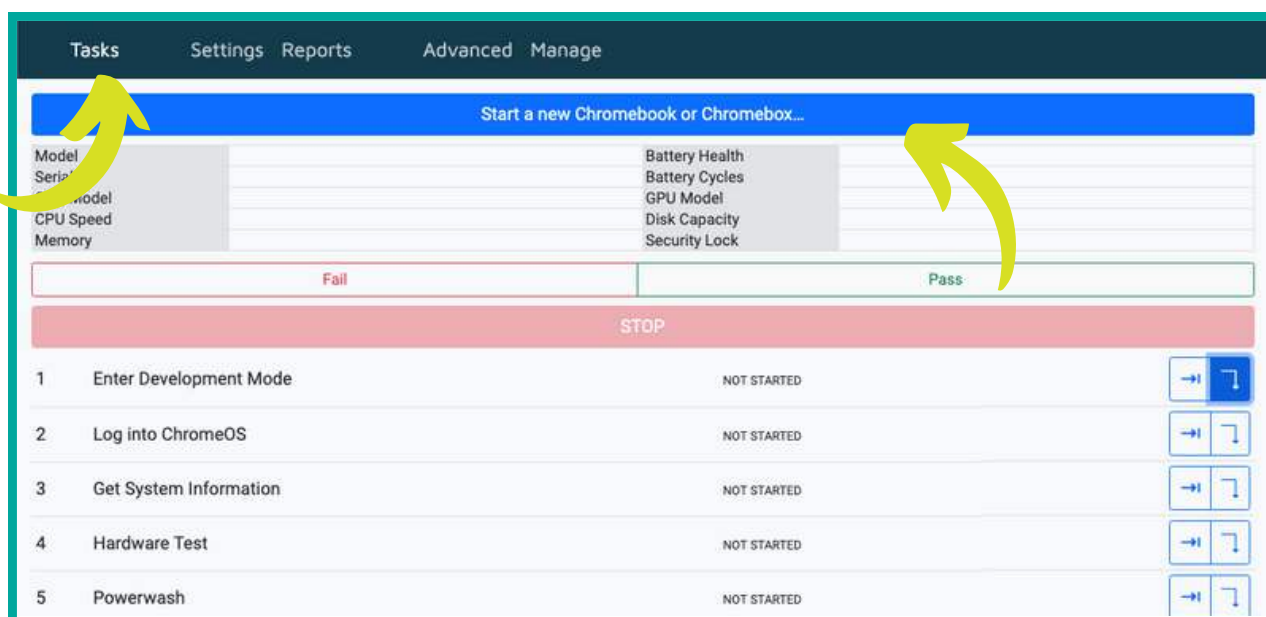 Tasks Settings Reports Advanced Manage
Start a new Chromebook or Chromebox...
Model Battery Health
Battery Cycles
Model GPU Model
CPU Speed Disk Capacity
Memory Security Lock
Fail Pass
STOP
1 Enter Development Mode NOT STARTED
2 Log into ChromeOS NOT STARTED
3 Get System Information NOT STARTED
4 Hardware Test NOT STARTED
5 Powerwash NOT STARTED